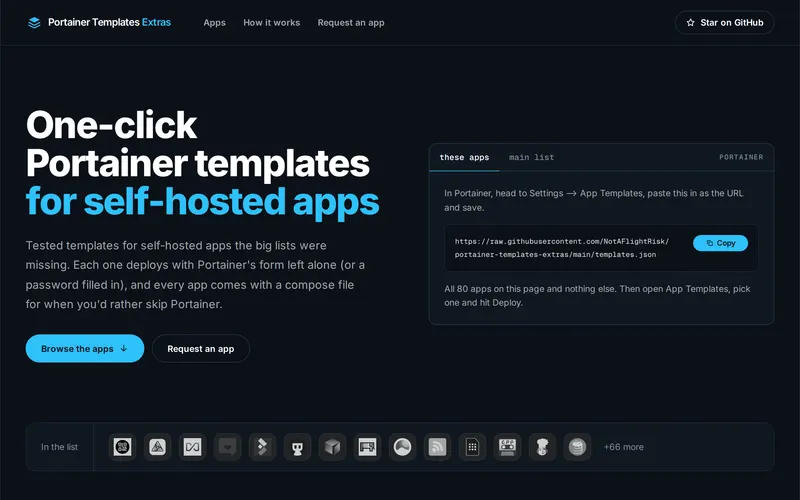 Portainer Templates Extras
Apps
How it works
Request an app
Star on GitHub
One-click
Portainer templates
for self-hosted apps
Tested templates for self-hosted apps the big lists were
missing. Each one deploys with Portainer's form left alone (or a
password filled in), and every app comes with a compose file
for when you'd rather skip Portainer.
Browse the apps ↓
Request an app
these apps
main list
PORTAINER
In Portainer, head to Settings → App Templates, paste this in as the URL
and save.
https://raw.githubusercontent.com/NotAFlightRisk/
portainer-templates-extras/main/templates.json
Copy
All 80 apps on this page and nothing else. Then open App Templates, pick
one and hit Deploy.
In the list
+66 more